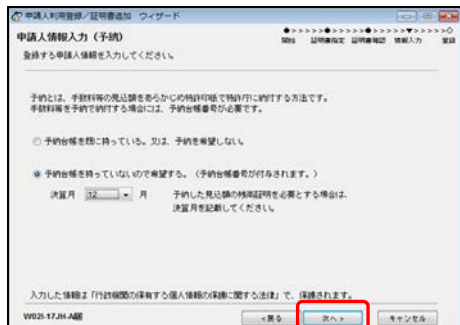 申請人利用登録／証明書追加 ウィザード
申請人情報入力（予納）
●>>>>>●>>>>>●>>>>>▼>>>>>○
開始 証明書指定 証明書確認 情報入力 登録
登録する申請人情報を入力してください。
予納とは、手数料等の見込額をあらかじめ特許印紙で特許庁に納付する方法です。
手数料等を予納で納付する場合には、予納台帳番号が必要です。
予納台帳を既に持っている。又は、予納を希望しない。
予納台帳を持っていないので希望する。（予納台帳番号が付与されます。）
決算月 12 月 予納した見込額の残高証明を必要とする場合は、
決算月を記載してください。
入力した情報は「行政機関の保有する個人情報の保護に関する法律」で、保護されます。
W02I-17JH-A画 <戻る 次へ> キャンセル